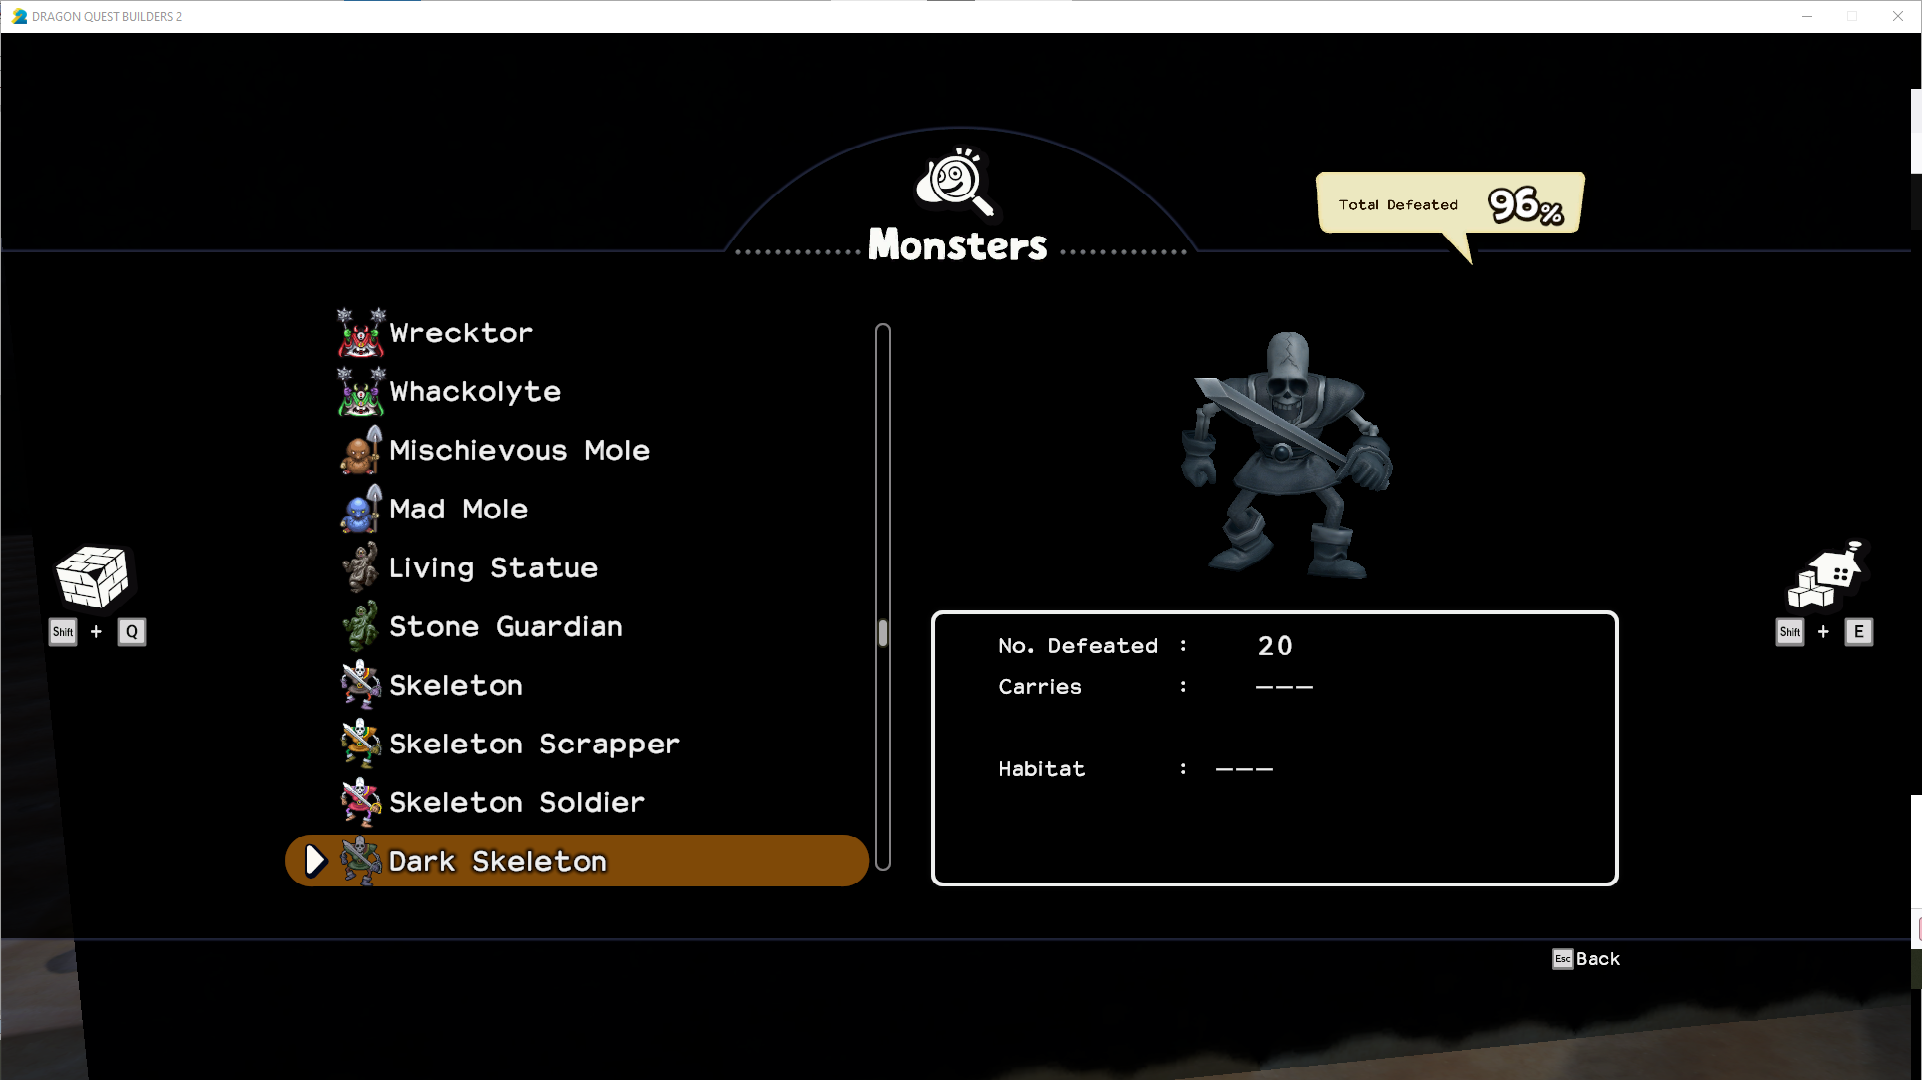 DRAGON QUEST BUILDERS 2
Total Defeated 96%
Monsters
Wrecktor
Whackolyte
Mischievous Mole
Mad Mole
Living Statue
Stone Guardian
Skeleton
Skeleton Scrapper
Skeleton Soldier
Dark Skeleton
Shift + Q
No. Defeated : 20
Carries : ---
Habitat : ---
Shift + E
Esc Back